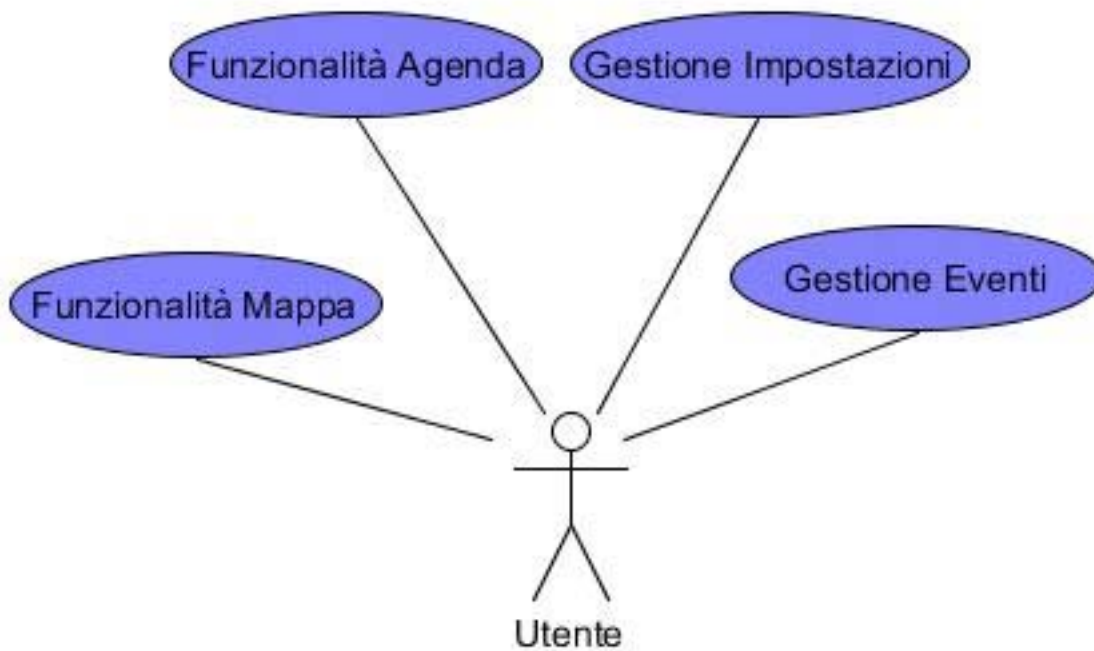 Funzionalità Agenda
Gestione Impostazioni
Funzionalità Mappa
Gestione Eventi
Utente